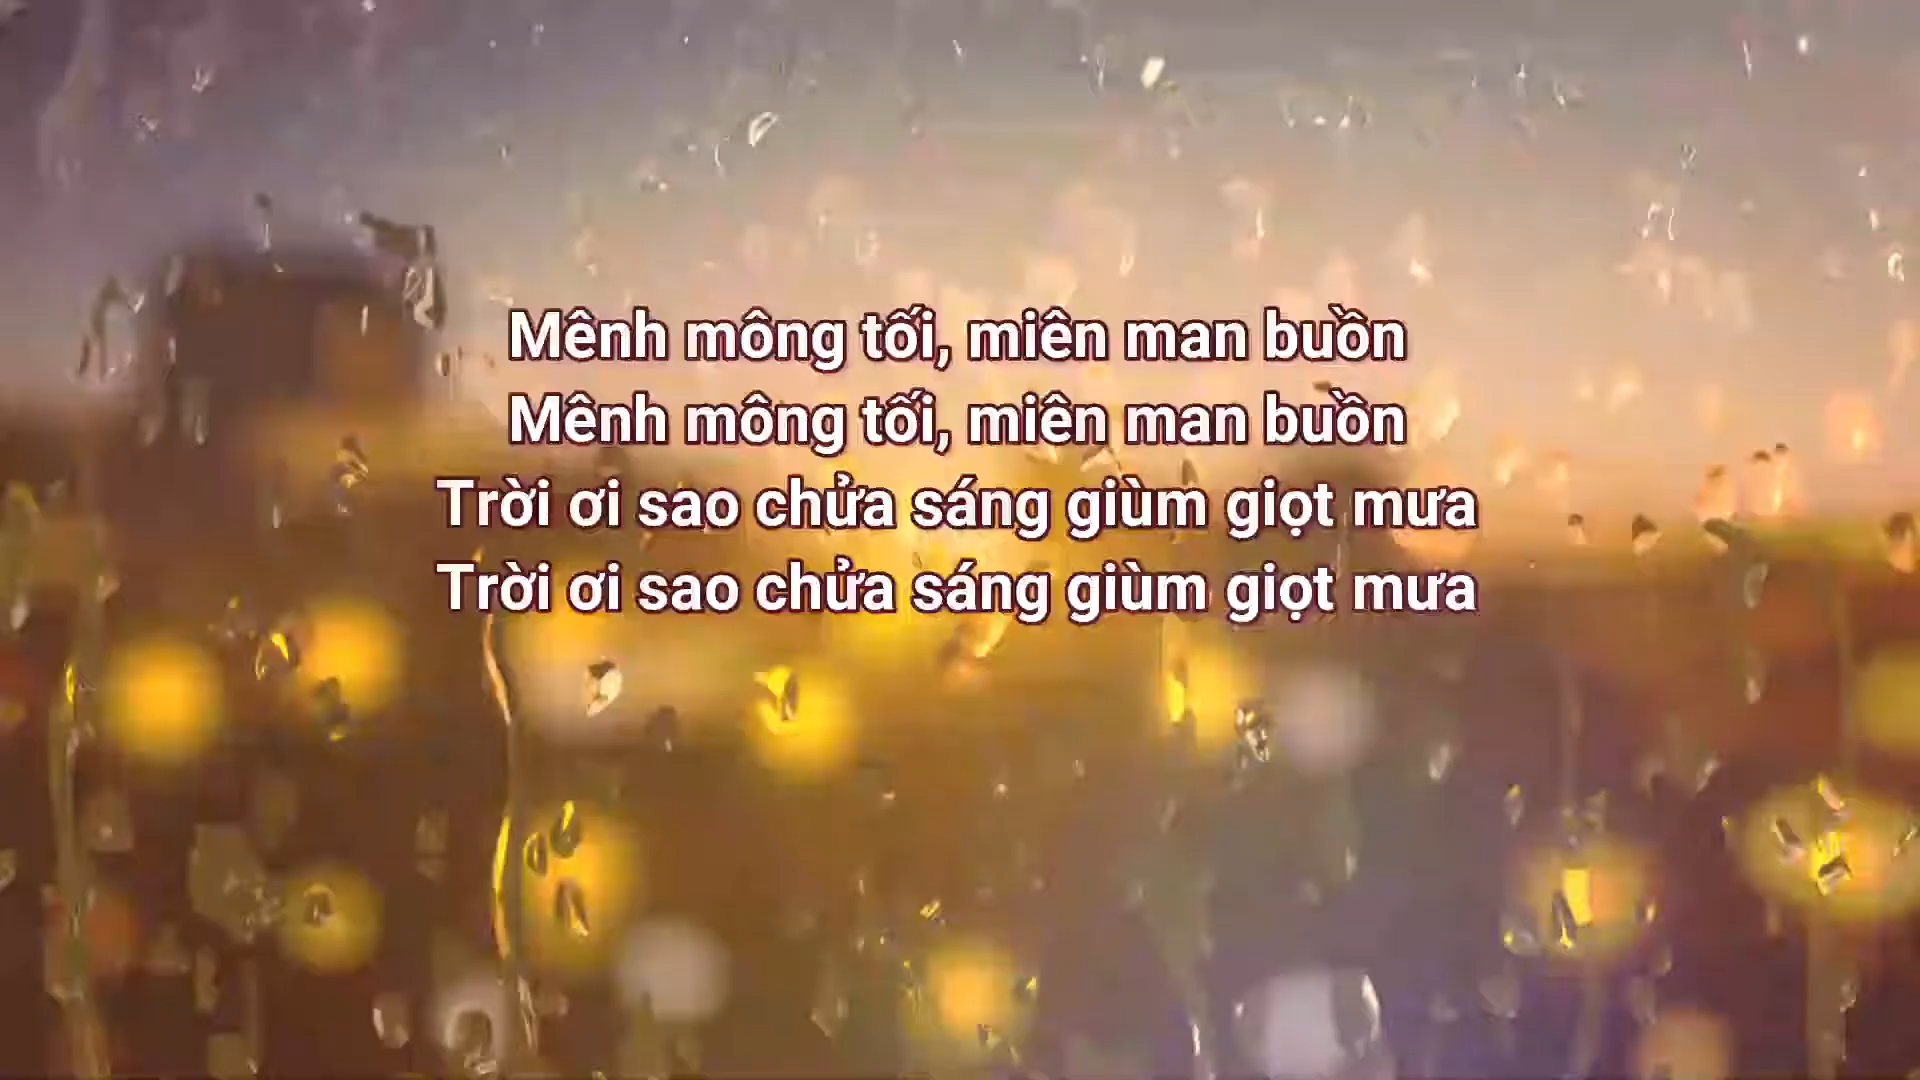 Mênh mông tối, miên man buồn
Mênh mông tối, miên man buồn
Trời ơi sao chửa sáng giùm giọt mưa
Trời ơi sao chửa sáng giùm giọt mưa